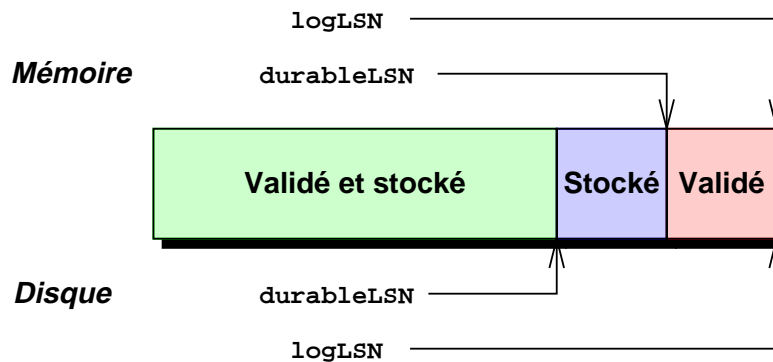 logLSN
Mémoire
durableLSN
Validé et stocké
Stocké
Validé
Disque
durableLSN
logLSN